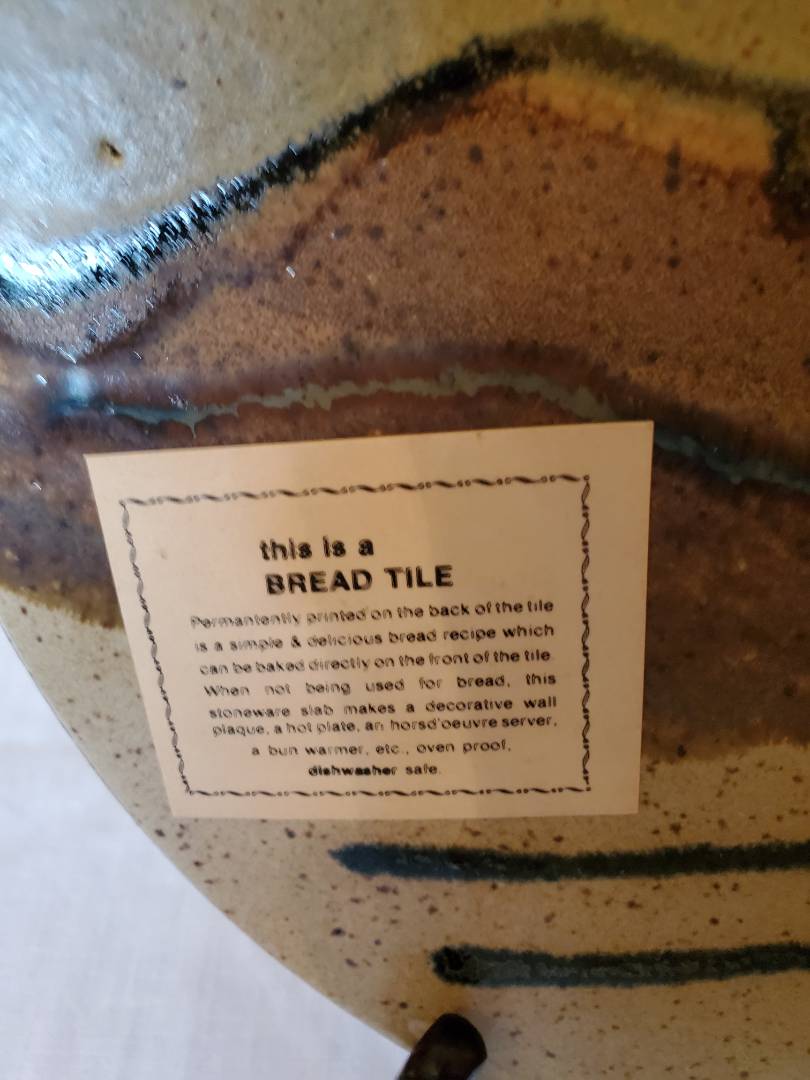 this is a
BREAD TILE
Permantently printed on the back of the tile
is a simple & delicious bread recipe which
can be baked directly on the front of the tile.
When not being used for bread, this
stoneware slab makes a decorative wall
plaque, a hot plate, an horsd'oeuvre server,
a bun warmer, etc., oven proof,
dishwasher safe.